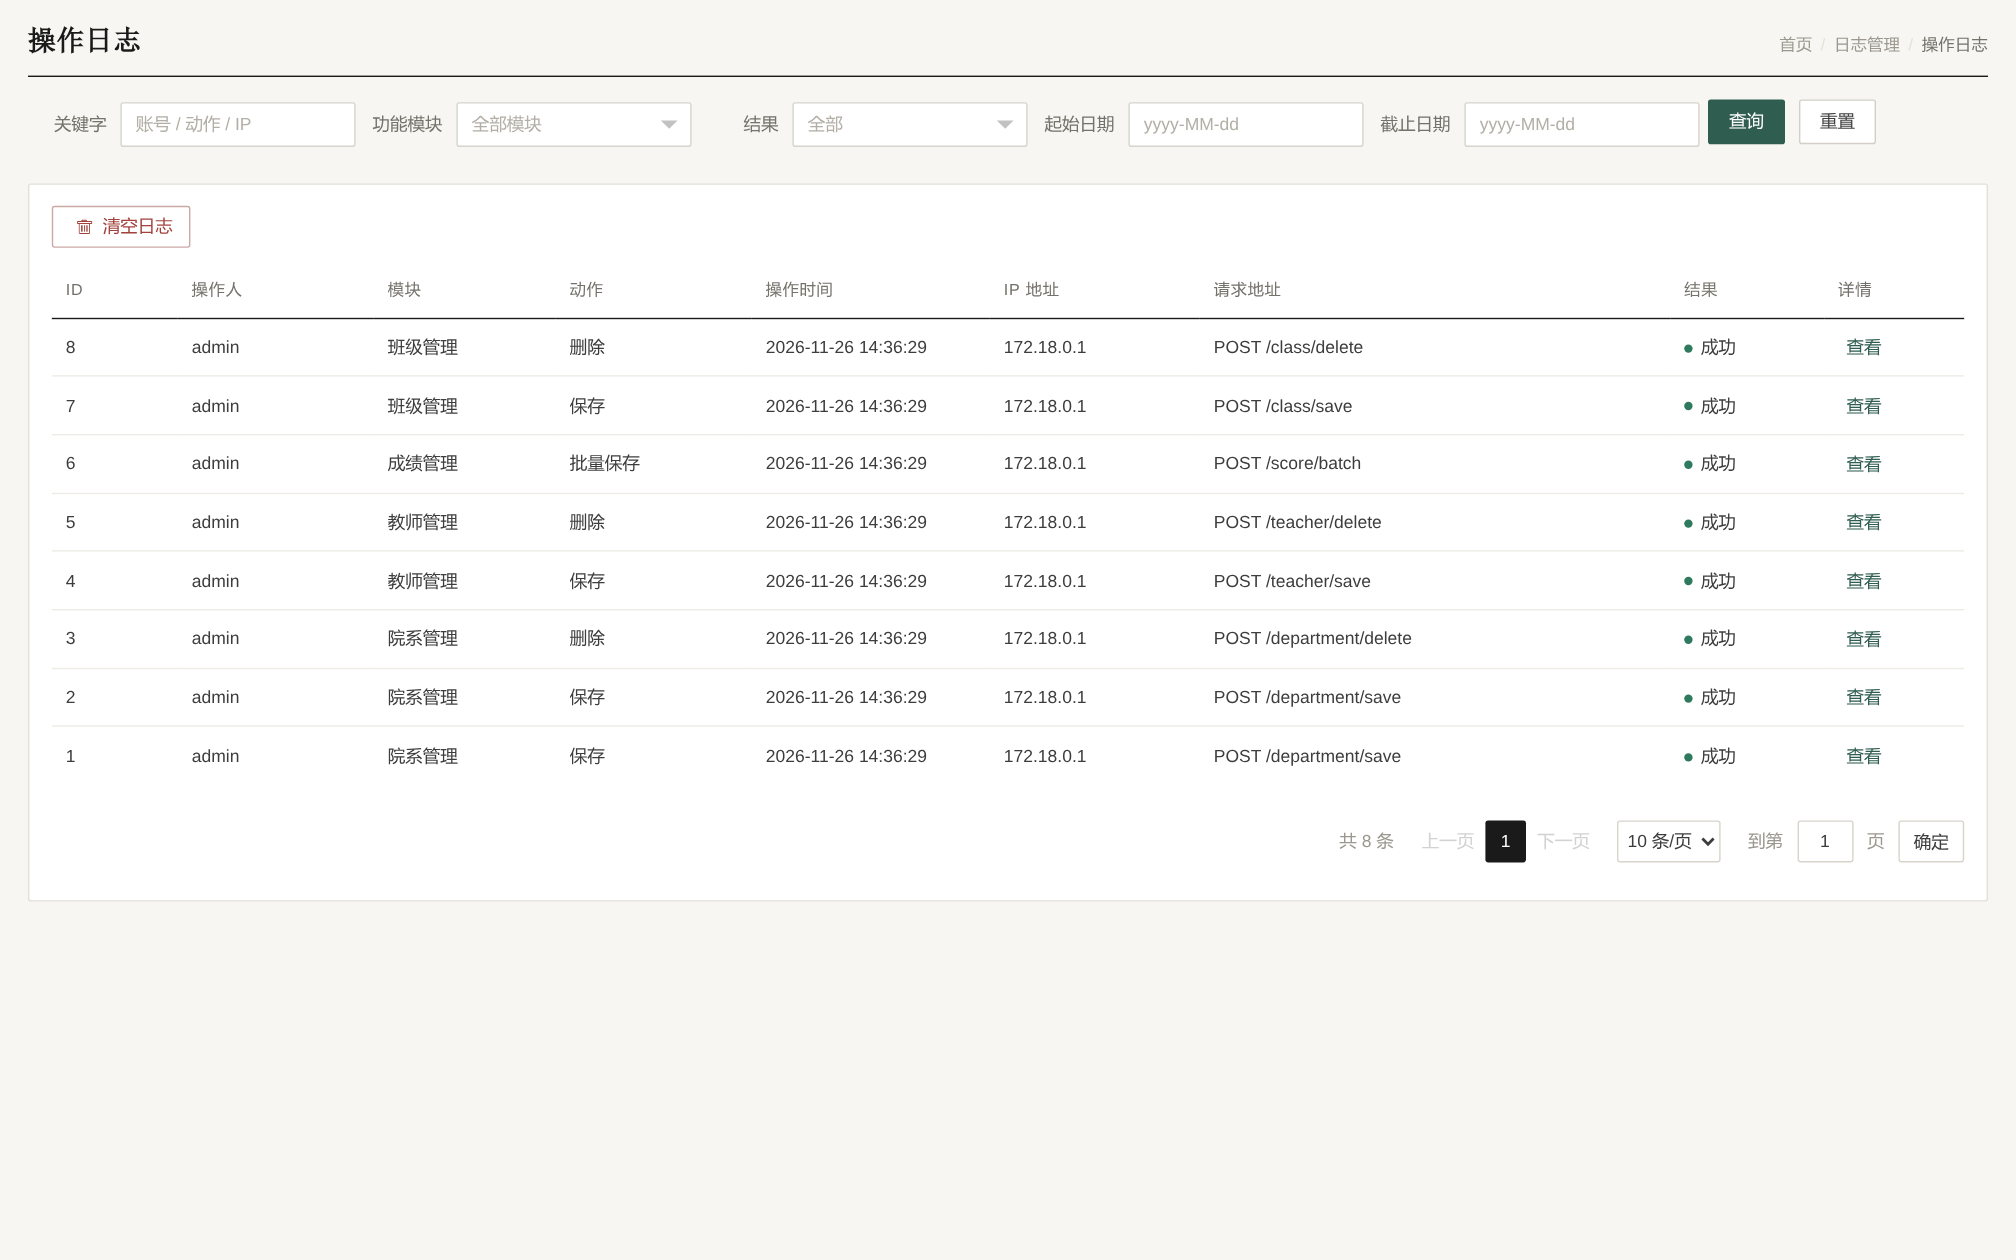 操作日志
首页 / 日志管理 / 操作日志
关键字 账号 / 动作 / IP 功能模块 全部模块 结果 全部 起始日期 yyyy-MM-dd 截止日期 yyyy-MM-dd 查询 重置
清空日志
ID 操作人 模块 动作 操作时间 IP 地址 请求地址 结果 详情
8 admin 班级管理 删除 2026-11-26 14:36:29 172.18.0.1 POST /class/delete 成功 查看
7 admin 班级管理 保存 2026-11-26 14:36:29 172.18.0.1 POST /class/save 成功 查看
6 admin 成绩管理 批量保存 2026-11-26 14:36:29 172.18.0.1 POST /score/batch 成功 查看
5 admin 教师管理 删除 2026-11-26 14:36:29 172.18.0.1 POST /teacher/delete 成功 查看
4 admin 教师管理 保存 2026-11-26 14:36:29 172.18.0.1 POST /teacher/save 成功 查看
3 admin 院系管理 删除 2026-11-26 14:36:29 172.18.0.1 POST /department/delete 成功 查看
2 admin 院系管理 保存 2026-11-26 14:36:29 172.18.0.1 POST /department/save 成功 查看
1 admin 院系管理 保存 2026-11-26 14:36:29 172.18.0.1 POST /department/save 成功 查看
共 8 条 上一页 1 下一页 10 条/页 到第 1 页 确定